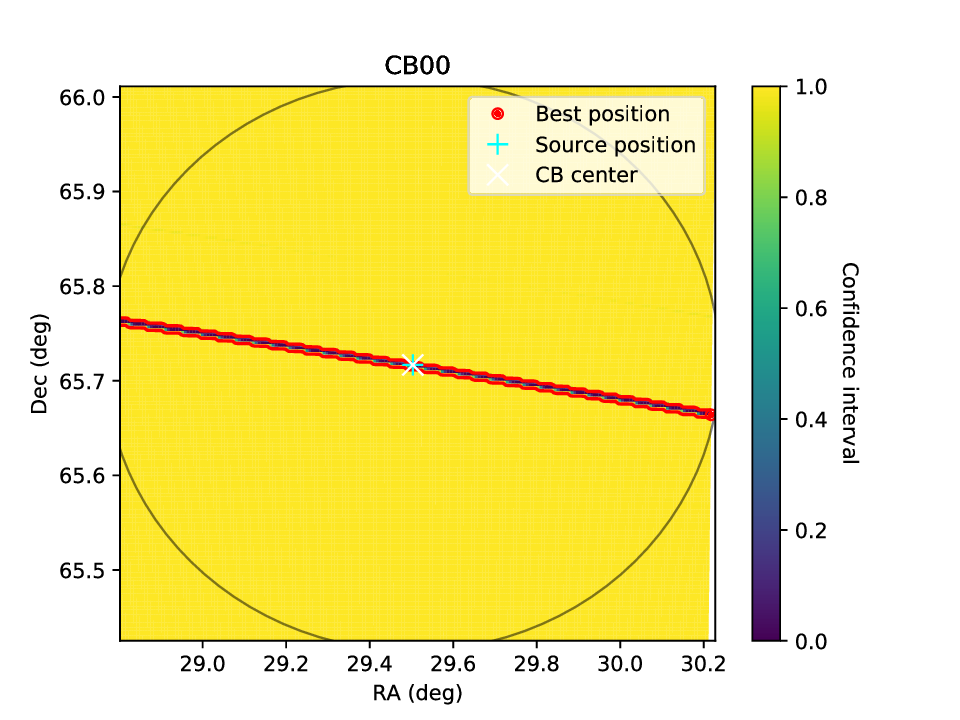 CB00
Best position
Source position
CB center
66.0
65.9
65.8
65.7
65.6
65.5
Dec (deg)
29.0 29.2 29.4 29.6 29.8 30.0 30.2
RA (deg)
1.0
0.8
0.6
0.4
0.2
0.0
Confidence interval